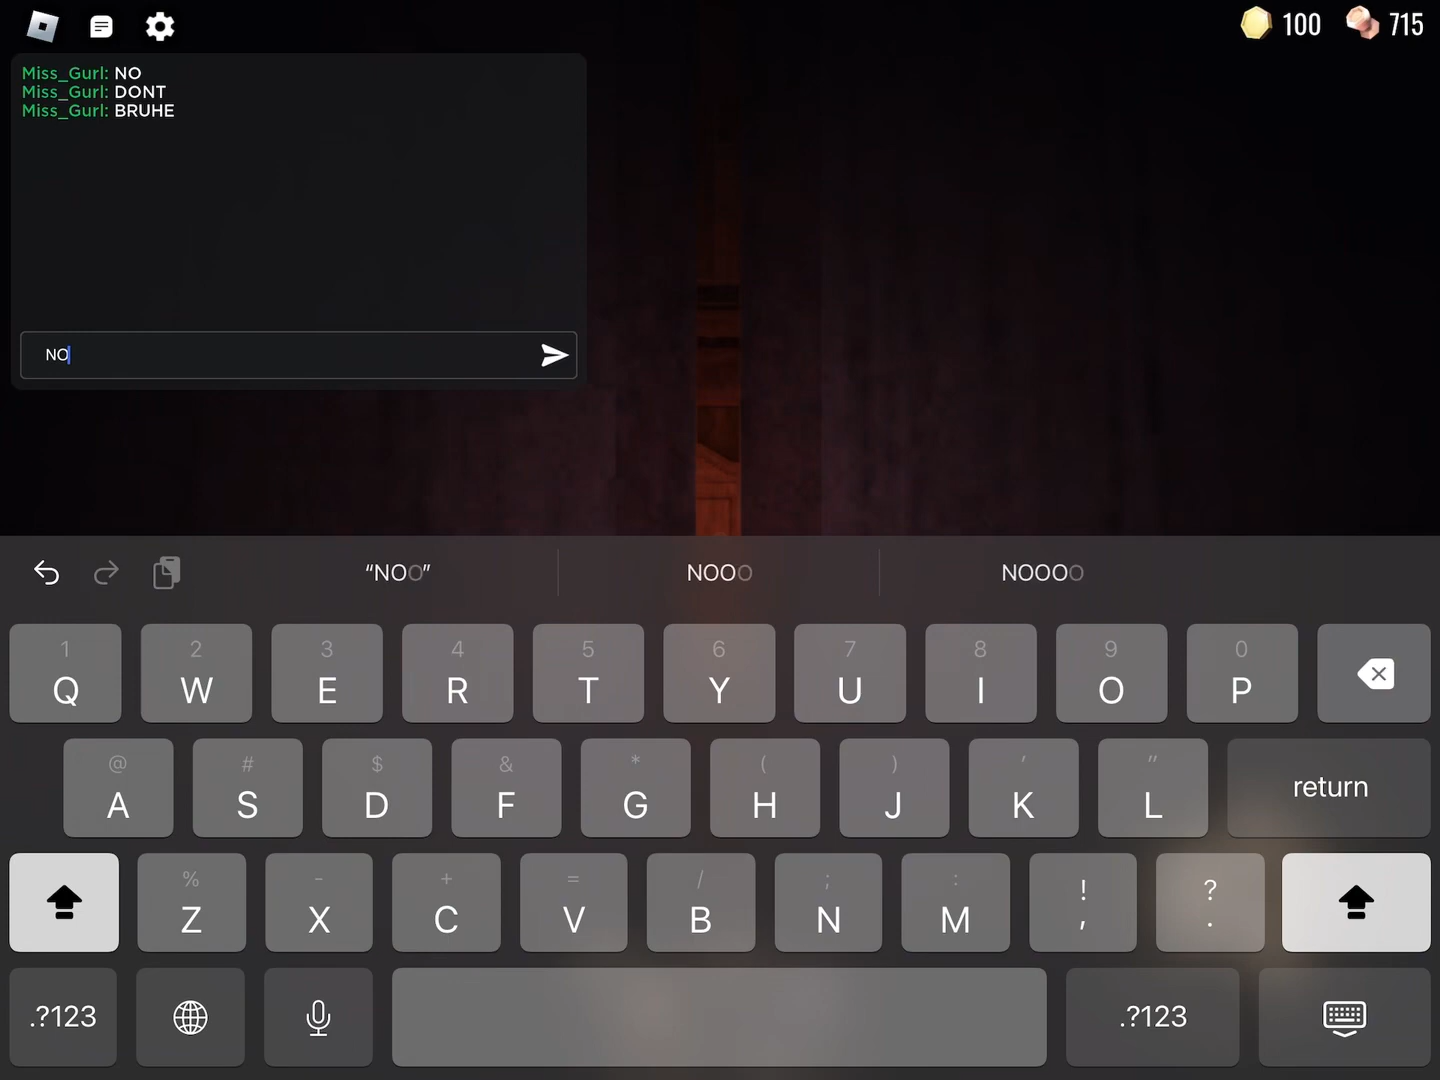 100 715
Miss_Gurl: NO
Miss_Gurl: DONT
Miss_Gurl: BRUHE
NO
“NOO” NOOO NOOOO
1 2 3 4 5 6 7 8 9 0
Q W E R T Y U I O P
@ # $ & * ( ) ' "
A S D F G H J K L return
% - + = / ; : ! ?
Z X C V B N M , .
.?123 .?123